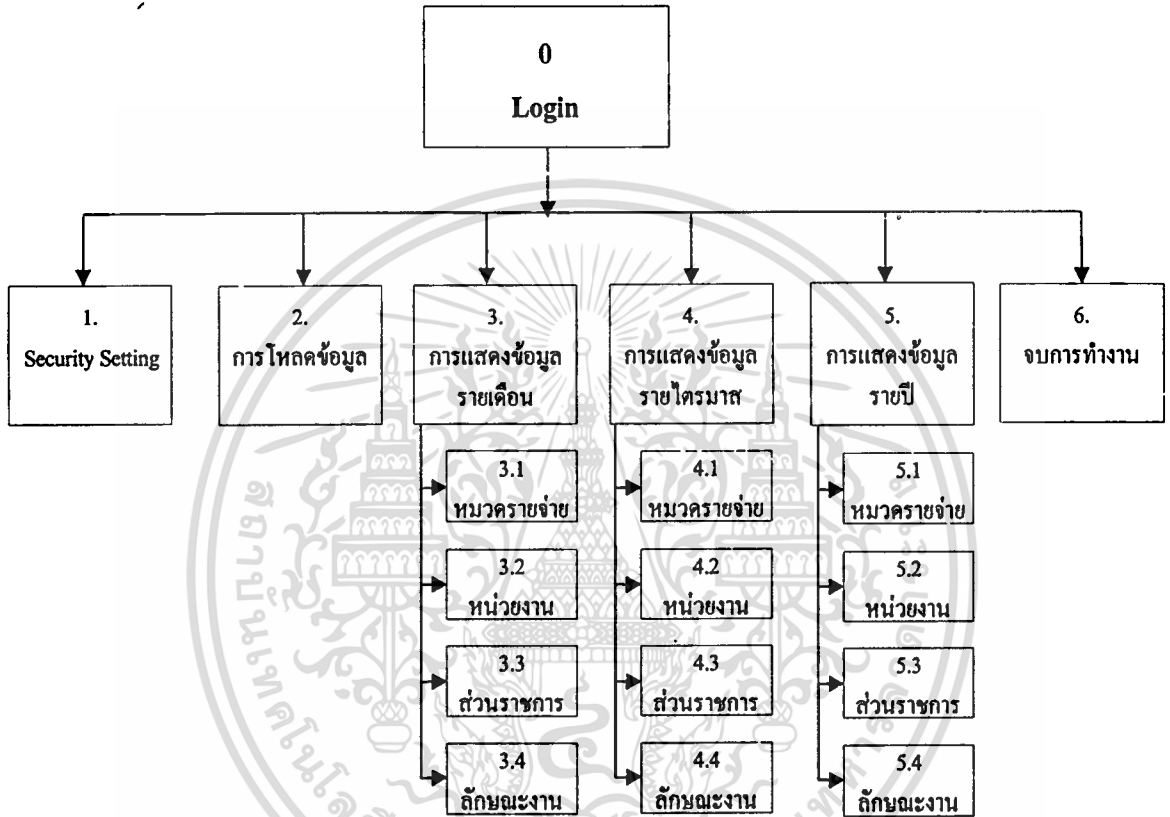 0
Login
1.
Security Setting
2.
การโหลดข้อมูล
3.
การแสดงข้อมูล
รายเดือน
4.
การแสดงข้อมูล
รายไตรมาส
5.
การแสดงข้อมูล
รายปี
6.
จบการทำงาน
3.1
หมวดรายจ่าย
3.2
หน่วยงาน
3.3
ส่วนราชการ
3.4
ลักษณะงาน
4.1
หมวดรายจ่าย
4.2
หน่วยงาน
4.3
ส่วนราชการ
4.4
ลักษณะงาน
5.1
หมวดรายจ่าย
5.2
หน่วยงาน
5.3
ส่วนราชการ
5.4
ลักษณะงาน